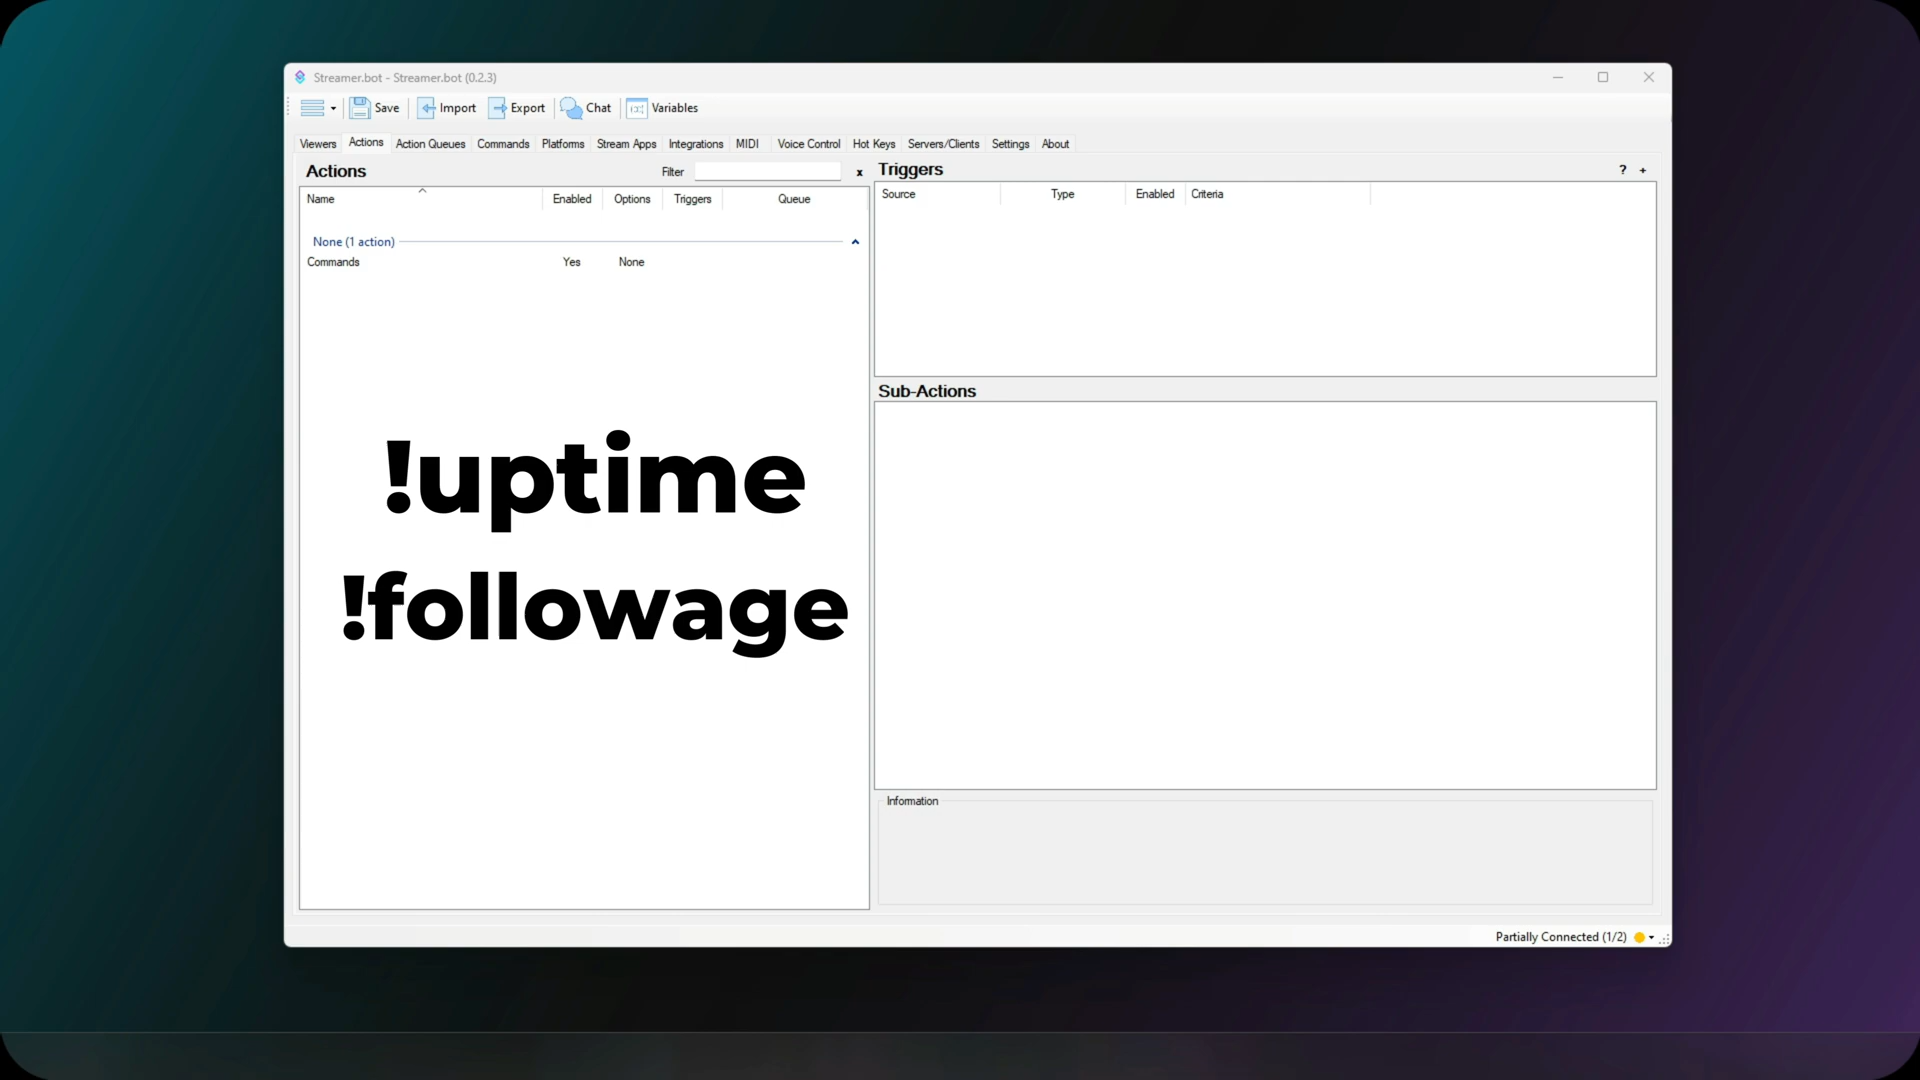 Streamer.bot - Streamer.bot (0.2.3)
Save Import Export Chat Variables
Viewers Actions Action Queues Commands Platforms Stream Apps Integrations MIDI Voice Control Hot Keys Servers/Clients Settings About
Actions Filter x
Name Enabled Options Triggers Queue
None (1 action)
Commands Yes None
!uptime
!followage
Triggers ? +
Source Type Enabled Criteria
Sub-Actions
Information
Partially Connected (1/2)